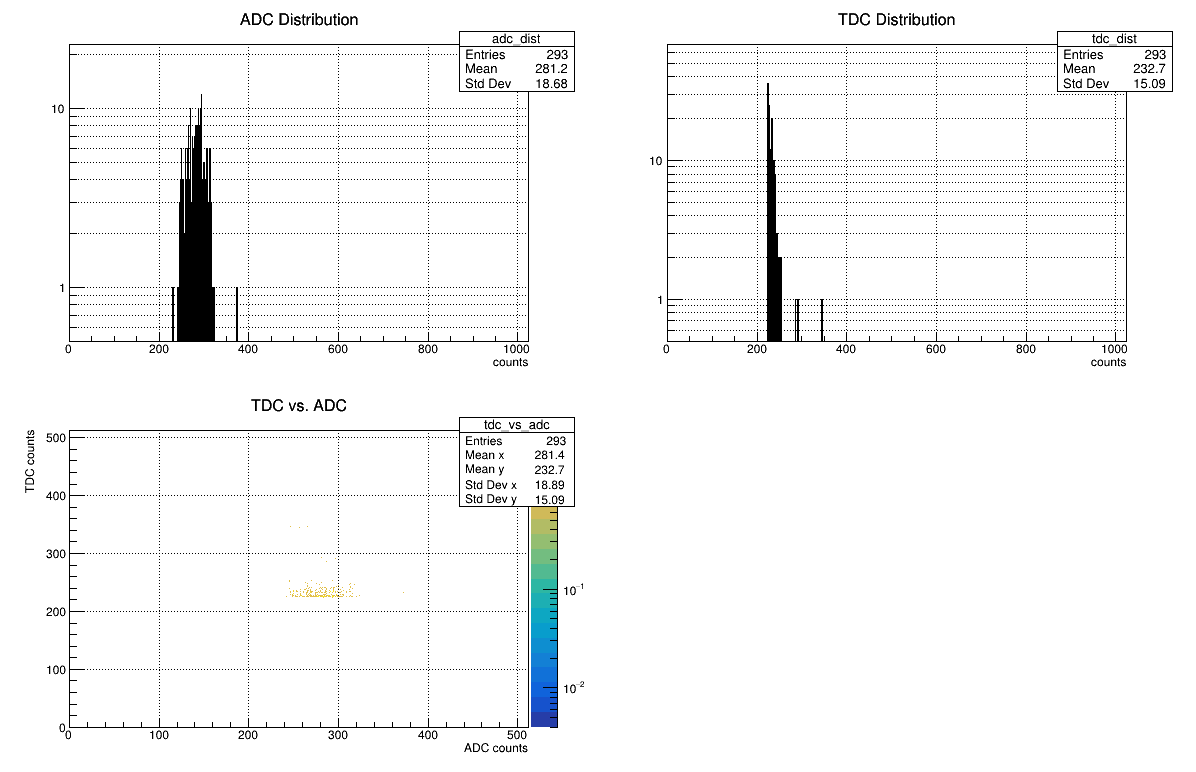 ADC Distribution
adc_dist
Entries 293
Mean 281.2
Std Dev 18.68
10
1
0 200 400 600 800 1000
counts
TDC Distribution
tdc_dist
Entries 293
Mean 232.7
Std Dev 15.09
10
1
0 200 400 600 800 1000
counts
TDC vs. ADC
tdc_vs_adc
Entries 293
Mean x 281.4
Mean y 232.7
Std Dev x 18.89
Std Dev y 15.09
TDC counts
500
400
300
200
100
0
0 100 200 300 400 500
ADC counts
10⁻¹
10⁻²